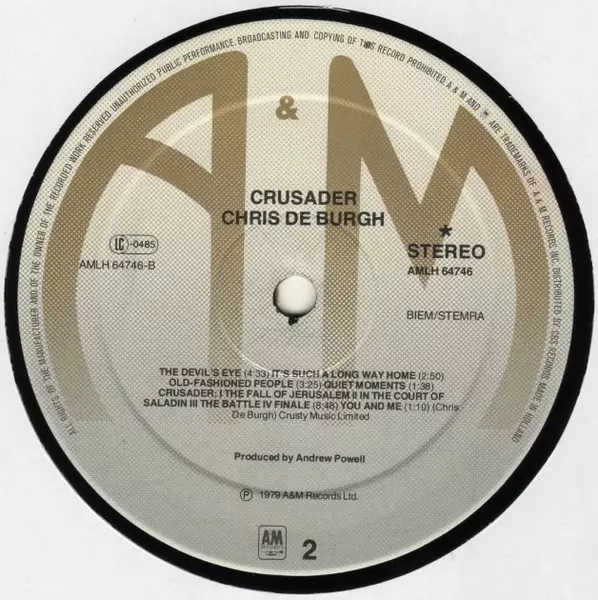 ALL RIGHTS OF THE MANUFACTURER AND OF THE OWNER OF THE RECORDED WORK RESERVED UNAUTHORIZED PUBLIC PERFORMANCE. BROADCASTING AND COPYING OF THIS RECORD PROHIBITED. A & M AND * ARE TRADEMARKS OF A & M RECORDS INC. DISTRIBUTED BY CBS RECORDS MADE IN HOLLAND
A & M
CRUSADER
CHRIS DE BURGH
LC-0485
AMLH 64746-B
*
STEREO
AMLH 64746
BIEM/STEMRA
THE DEVIL'S EYE (4:33) IT'S SUCH A LONG WAY HOME (2:50)
OLD-FASHIONED PEOPLE (3:25) QUIET MOMENTS (1:38)
CRUSADER: I THE FALL OF JERUSALEM II IN THE COURT OF
SALADIN III THE BATTLE IV FINALE (8:48) YOU AND ME (1:10) (Chris
De Burgh) Crusty Music Limited
Produced by Andrew Powell
℗ 1979 A&M Records Ltd.
AM
RECORDS
2